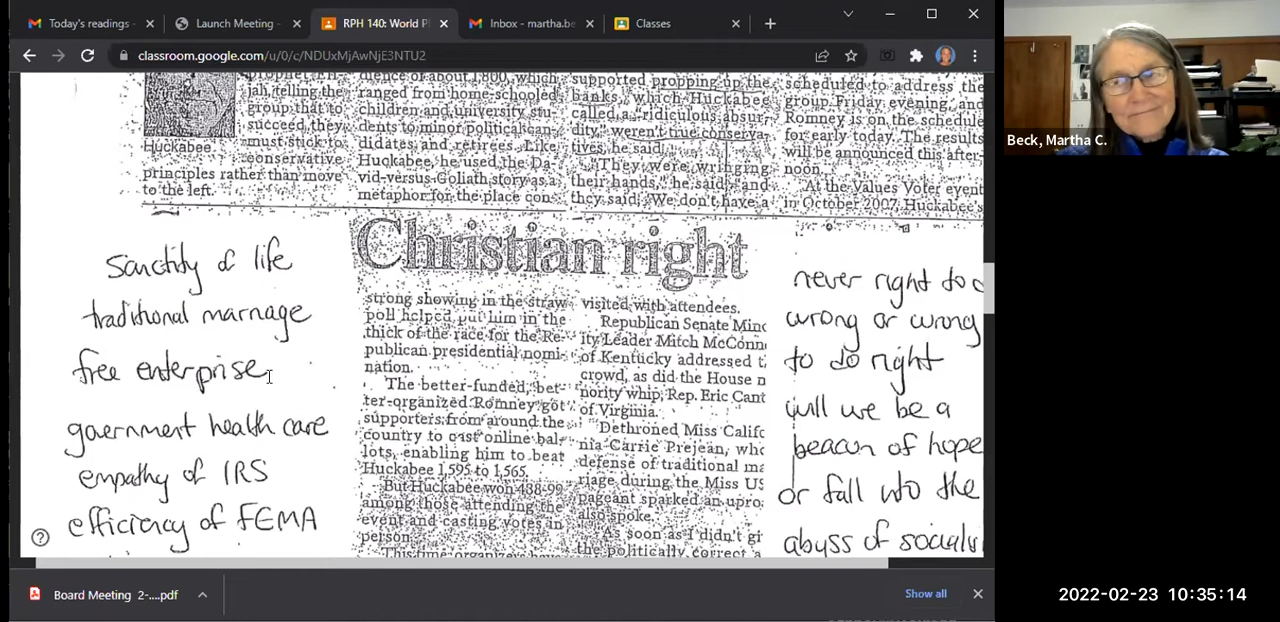 Today's readings -
Launch Meeting -
RPH 140: World P
Inbox - martha.be
Classes
classroom.google.com/u/0/c/NDUxMjAwNjE3NTU2
jah, telling the
group that to
succeed, they
must stick to
conservative
Huckabee
principles rather than move
to the left.
dience of about 1,800, which
ranged from home-schooled
children and university stu-
dents to minor political can-
didates and retirees. Like
Huckabee, he used the Da-
vid-versus-Goliath story as a
metaphor for the place con-
supported propping up the
banks, which Huckabee
called a "ridiculous absur-
dity," weren't true conserva-
tives, he said.
"They were wringing
their hands," he said, "and
they said, 'We don't have a
scheduled to address the
group Friday evening, and
Romney is on the schedule
for early today. The results
will be announced this after-
noon.
At the Values Voter event
in October 2007, Huckabee's
Christian right
Sanctity of life
traditional marriage
free enterprise
government health care
empathy of IRS
efficiency of FEMA
strong showing in the straw
poll helped put him in the
thick of the race for the Re-
publican presidential nomi-
nation.
The better-funded, bet-
ter-organized Romney got
supporters from around the
country to cast online bal-
lots, enabling him to beat
Huckabee 1,595 to 1,565.
But Huckabee won 488-99
among those attending the
event and casting votes in
person.
This time organizers
visited with attendees.
Republican Senate Minc
ity Leader Mitch McConn
of Kentucky addressed t
crowd, as did the House n
nority whip, Rep. Eric Cant
of Virginia.
Dethroned Miss Califc
nia Carrie Prejean, whc
defense of traditional ma
riage during the Miss US
pageant sparked an upro
also spoke.
"As soon as I didn't gi
the politically correct a
never right to d
wrong or wrong
to do right
will we be a
beacon of hope
or fall into the
abyss of socialis
Board Meeting 2-....pdf
Show all
Beck, Martha C.
2022-02-23 10:35:14